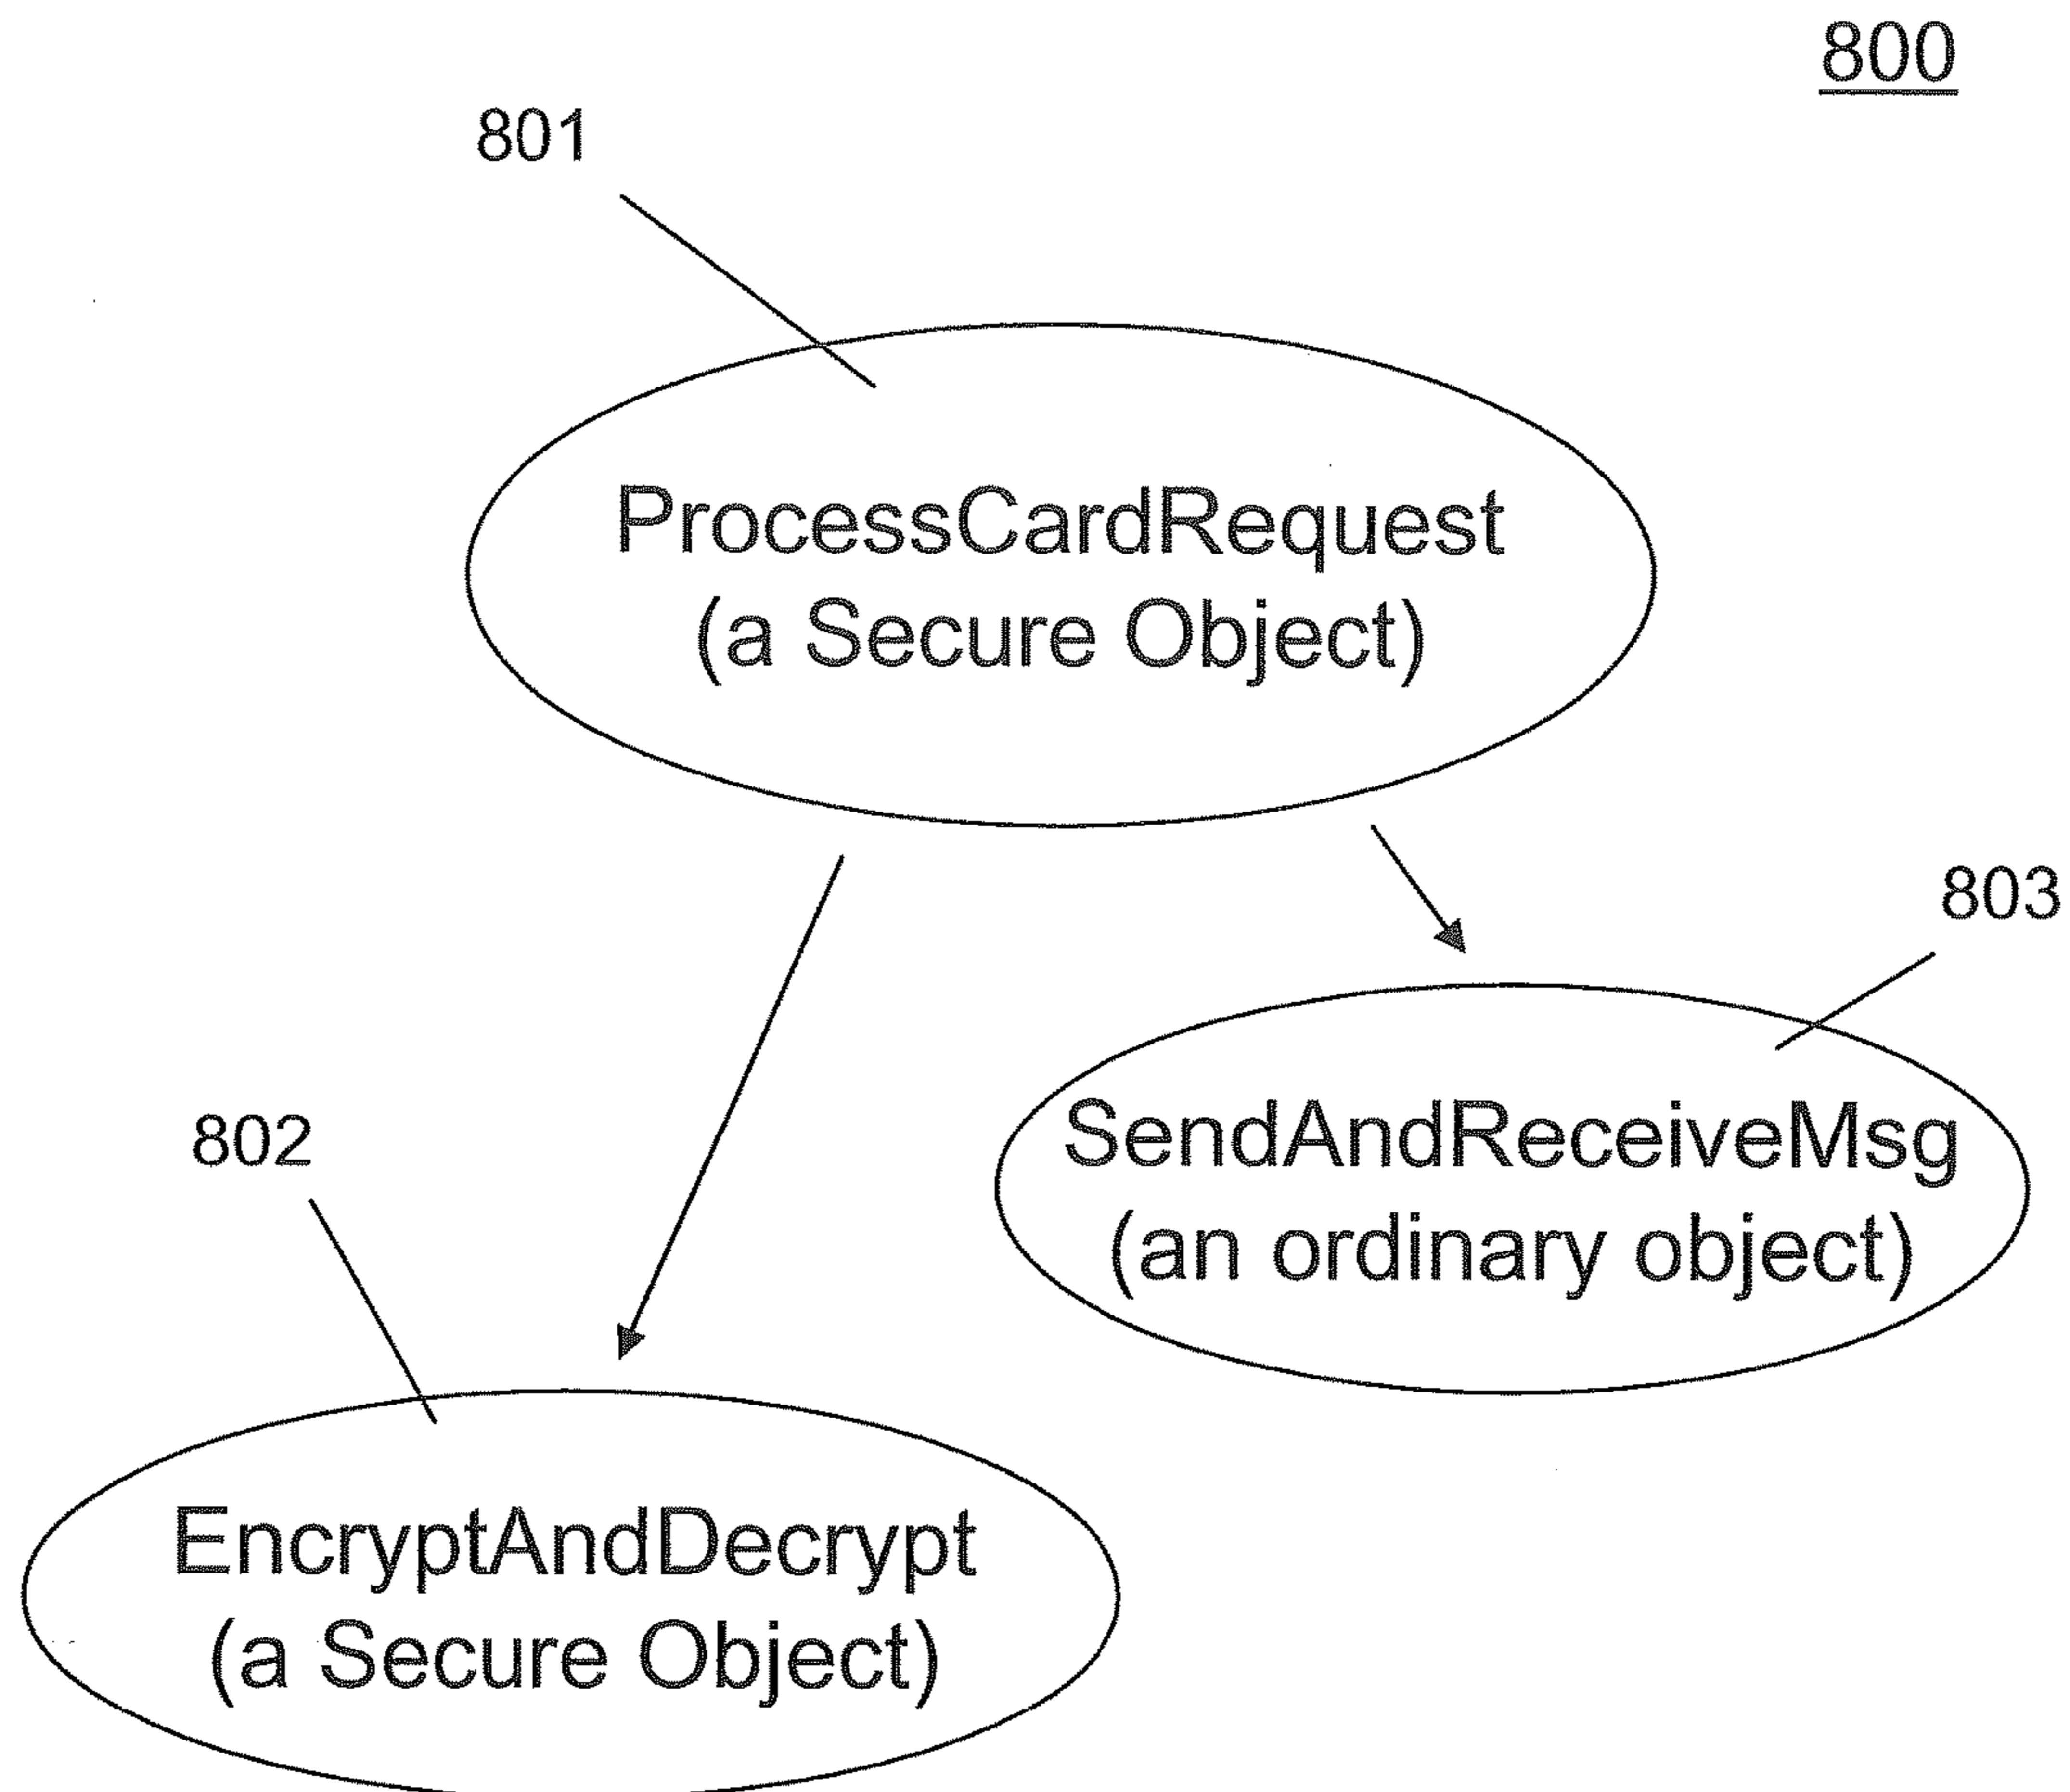 800
801
ProcessCardRequest
(a Secure Object)
803
SendAndReceiveMsg
(an ordinary object)
802
EncryptAndDecrypt
(a Secure Object)